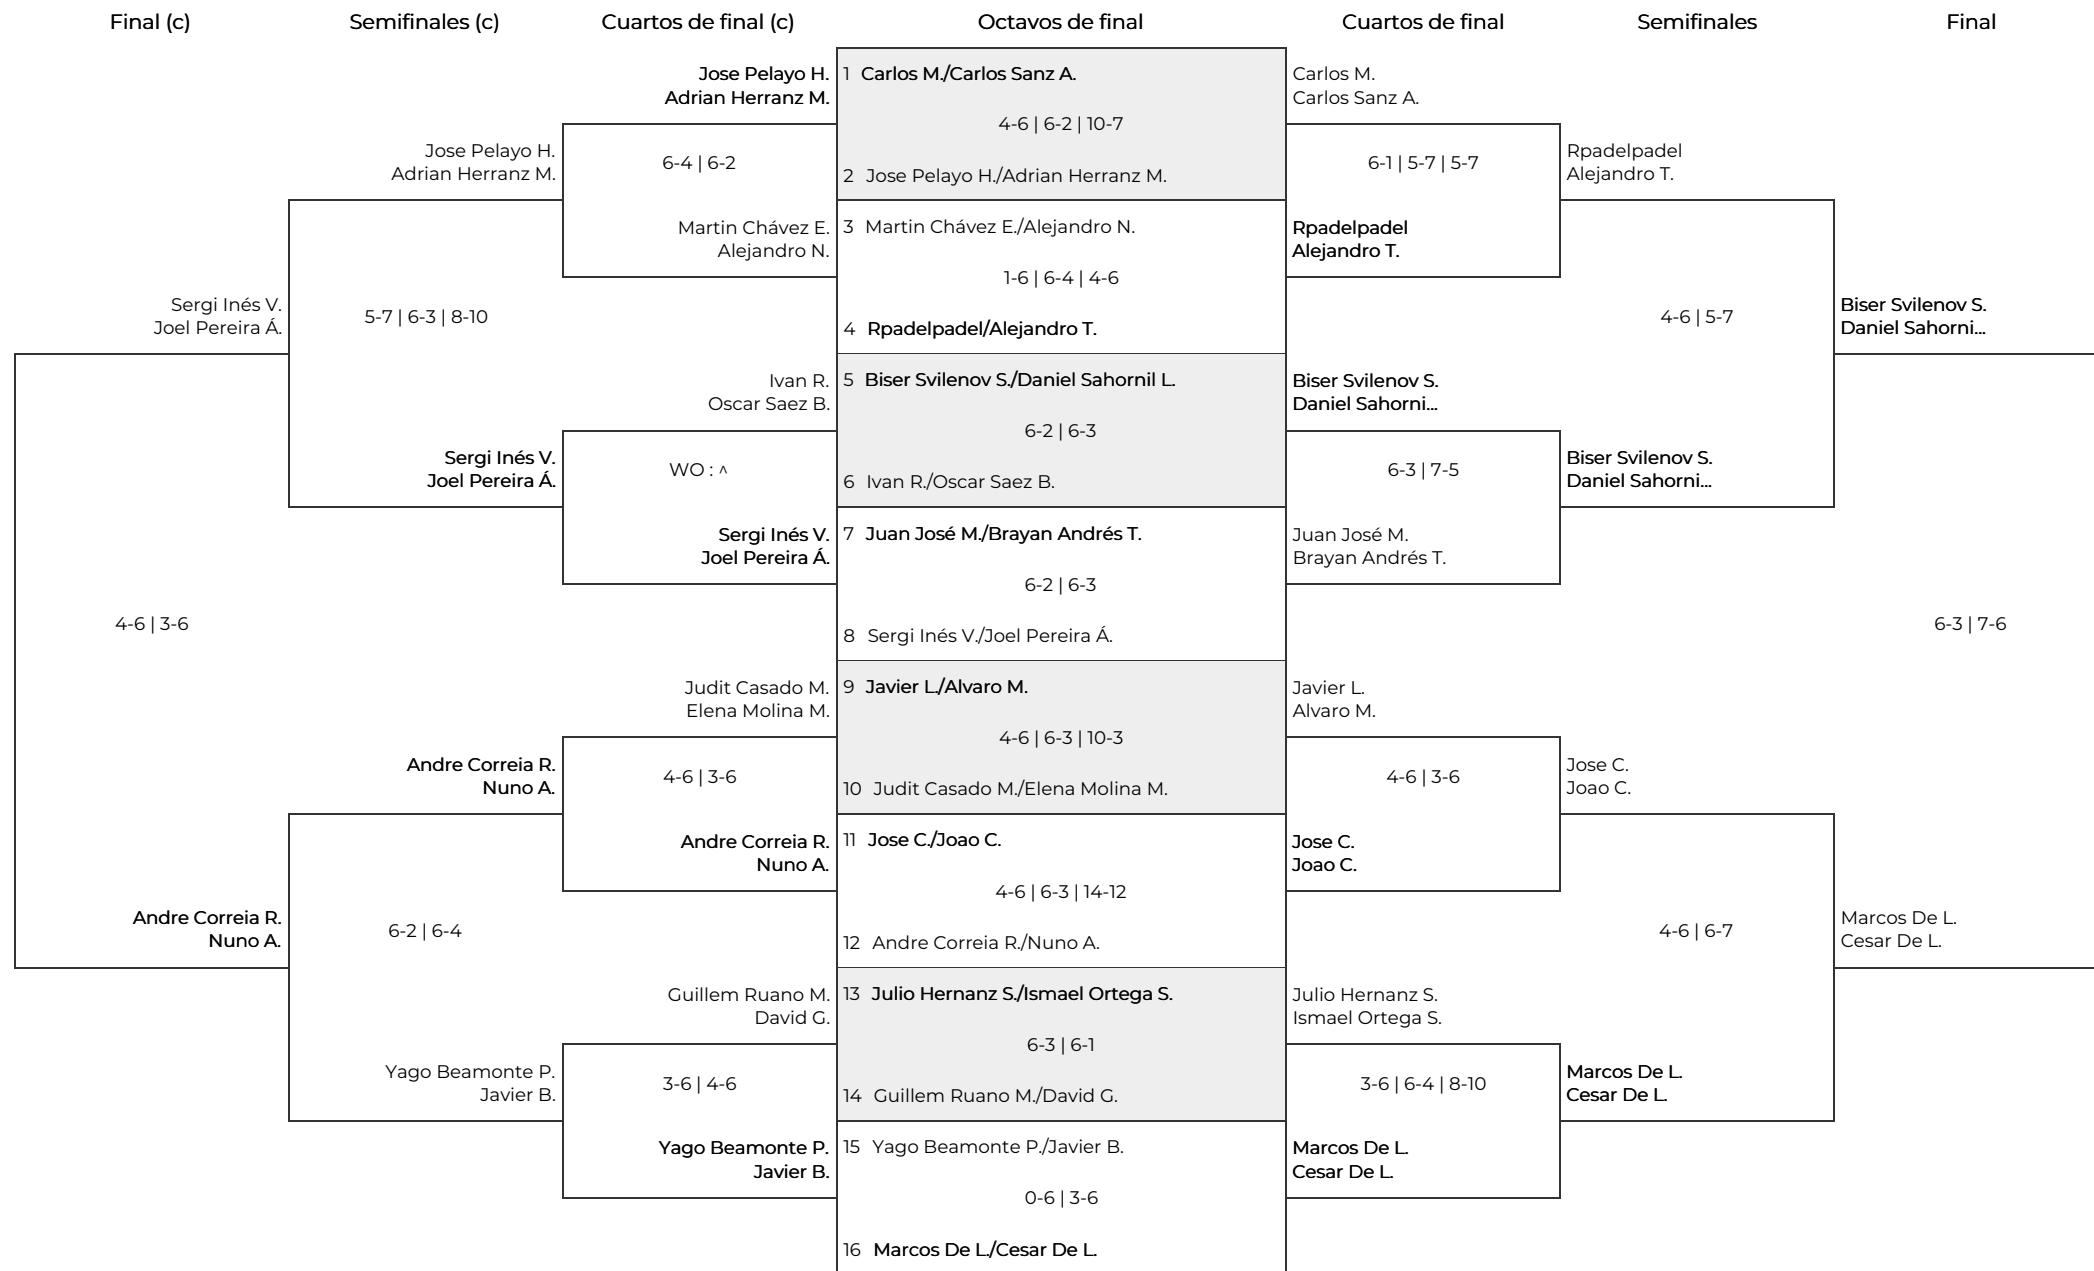 Final (c)
Semifinales (c)
Cuartos de final (c)
Octavos de final
Cuartos de final
Semifinales
Final
Sergi Inés V.
Joel Pereira Á.
4-6 | 3-6
Andre Correia R.
Nuno A.
Jose Pelayo H.
Adrian Herranz M.
5-7 | 6-3 | 8-10
Sergi Inés V.
Joel Pereira Á.
Andre Correia R.
Nuno A.
6-2 | 6-4
Yago Beamonte P.
Javier B.
Jose Pelayo H.
Adrian Herranz M.
6-4 | 6-2
Martin Chávez E.
Alejandro N.
Ivan R.
Oscar Saez B.
WO : ^
Sergi Inés V.
Joel Pereira Á.
Judit Casado M.
Elena Molina M.
4-6 | 3-6
Andre Correia R.
Nuno A.
Guillem Ruano M.
David G.
3-6 | 4-6
Yago Beamonte P.
Javier B.
1 Carlos M./Carlos Sanz A.
4-6 | 6-2 | 10-7
2 Jose Pelayo H./Adrian Herranz M.
3 Martin Chávez E./Alejandro N.
1-6 | 6-4 | 4-6
4 Rpadelpadel/Alejandro T.
5 Biser Svilenov S./Daniel Sahornil L.
6-2 | 6-3
6 Ivan R./Oscar Saez B.
7 Juan José M./Brayan Andrés T.
6-2 | 6-3
8 Sergi Inés V./Joel Pereira Á.
9 Javier L./Alvaro M.
4-6 | 6-3 | 10-3
10 Judit Casado M./Elena Molina M.
11 Jose C./Joao C.
4-6 | 6-3 | 14-12
12 Andre Correia R./Nuno A.
13 Julio Hernanz S./Ismael Ortega S.
6-3 | 6-1
14 Guillem Ruano M./David G.
15 Yago Beamonte P./Javier B.
0-6 | 3-6
16 Marcos De L./Cesar De L.
Carlos M.
Carlos Sanz A.
6-1 | 5-7 | 5-7
Rpadelpadel
Alejandro T.
Biser Svilenov S.
Daniel Sahorni...
6-3 | 7-5
Juan José M.
Brayan Andrés T.
Javier L.
Alvaro M.
4-6 | 3-6
Jose C.
Joao C.
Julio Hernanz S.
Ismael Ortega S.
3-6 | 6-4 | 8-10
Marcos De L.
Cesar De L.
Rpadelpadel
Alejandro T.
4-6 | 5-7
Biser Svilenov S.
Daniel Sahorni...
Jose C.
Joao C.
4-6 | 6-7
Marcos De L.
Cesar De L.
Biser Svilenov S.
Daniel Sahorni...
6-3 | 7-6
Marcos De L.
Cesar De L.